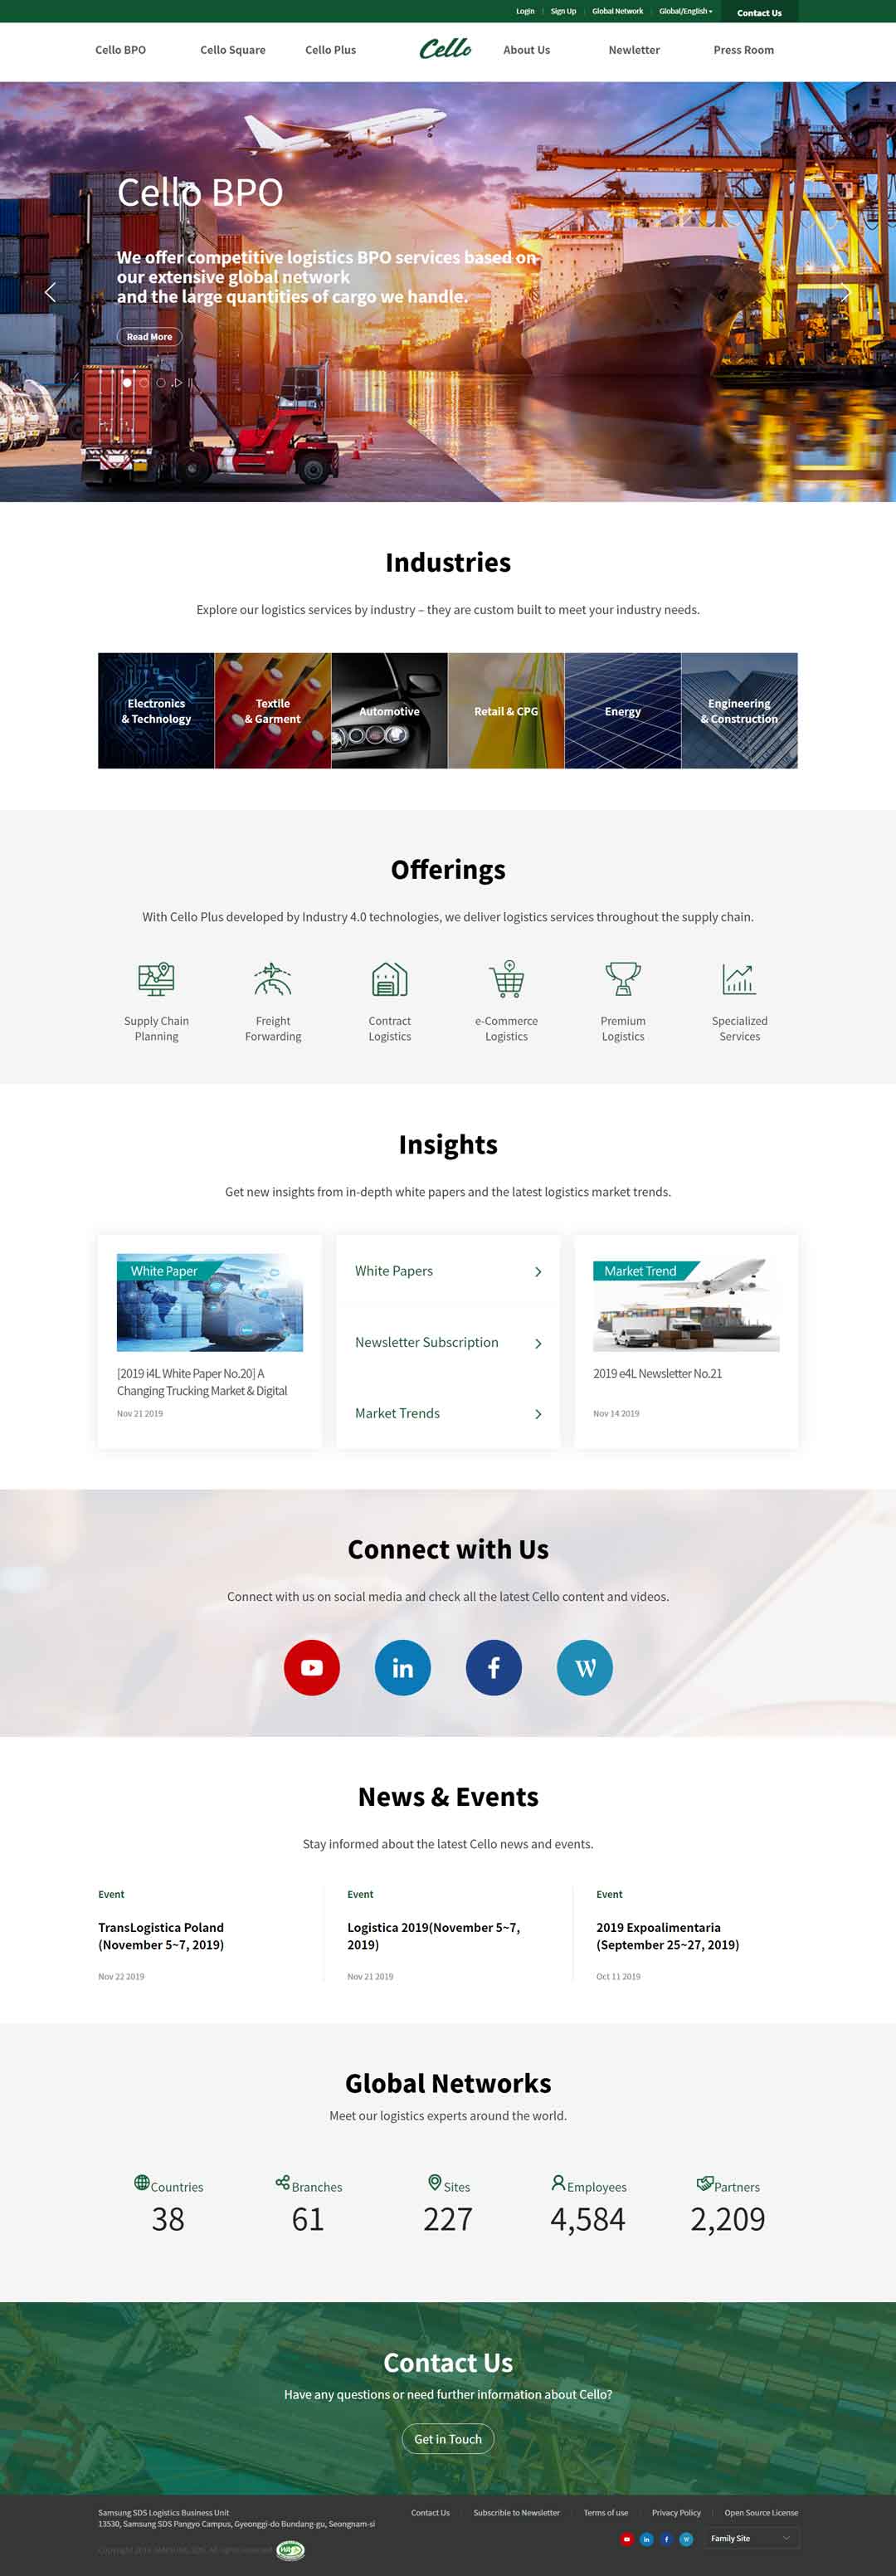 Login
Sign Up
Global Network
Global/English
Contact Us
Cello BPO
Cello Square
Cello Plus
Cello
About Us
Newletter
Press Room
Cello BPO
We offer competitive logistics BPO services based on
our extensive global network
and the large quantities of cargo we handle.
Read More
Industries
Explore our logistics services by industry – they are custom built to meet your industry needs.
Electronics
& Technology
Textile
& Garment
Automotive
Retail & CPG
Energy
Engineering
& Construction
Offerings
With Cello Plus developed by Industry 4.0 technologies, we deliver logistics services throughout the supply chain.
Supply Chain
Planning
Freight
Forwarding
Contract
Logistics
e-Commerce
Logistics
Premium
Logistics
Specialized
Services
Insights
Get new insights from in-depth white papers and the latest logistics market trends.
White Paper
[2019 i4L White Paper No.20] A
Changing Trucking Market & Digital
Nov 21 2019
White Papers
Newsletter Subscription
Market Trends
Market Trend
2019 e4L Newsletter No.21
Nov 14 2019
Connect with Us
Connect with us on social media and check all the latest Cello content and videos.
in
f
W
News & Events
Stay informed about the latest Cello news and events.
Event
TransLogistica Poland
(November 5~7, 2019)
Nov 22 2019
Event
Logistica 2019(November 5~7,
2019)
Nov 21 2019
Event
2019 Expoalimentaria
(September 25~27, 2019)
Oct 11 2019
Global Networks
Meet our logistics experts around the world.
Countries
38
Branches
61
Sites
227
Employees
4,584
Partners
2,209
Contact Us
Have any questions or need further information about Cello?
Get in Touch
Samsung SDS Logistics Business Unit
13530, Samsung SDS Pangyo Campus, Gyeonggi-do Bundang-gu, Seongnam-si
Contact Us
Subscrible to Newsletter
Terms of use
Privacy Policy
Open Source License
in
f
W
Family Site